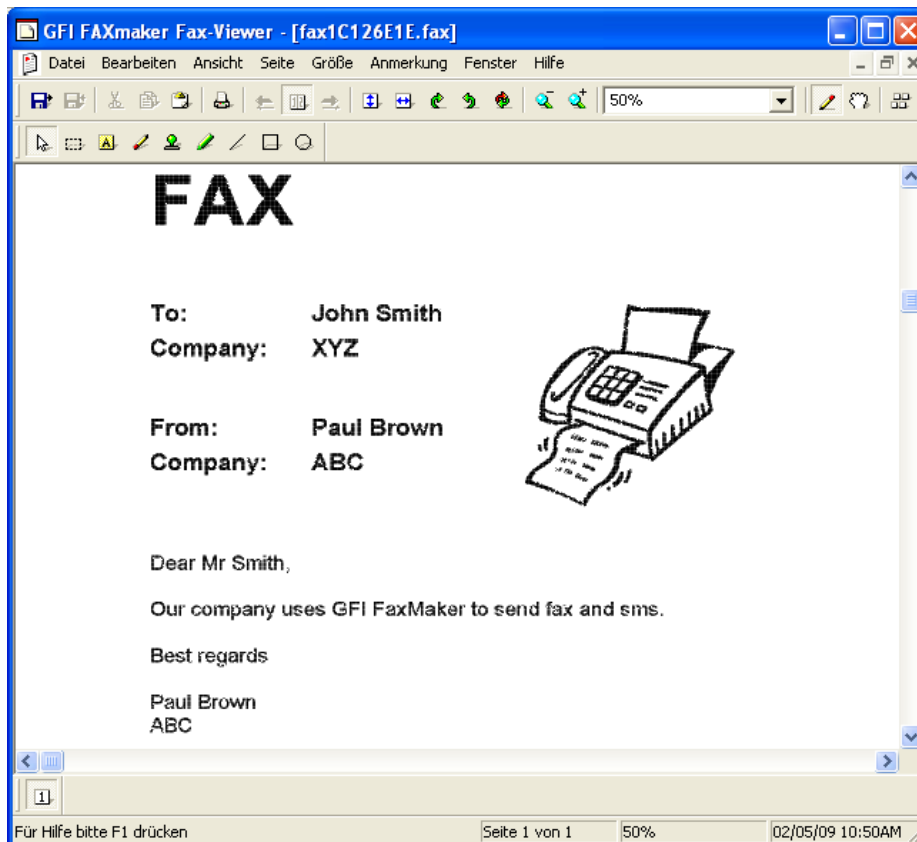 GFI FAXmaker Fax-Viewer - [fax1C126E1E.fax]
Datei Bearbeiten Ansicht Seite Größe Anmerkung Fenster Hilfe
50%
A
FAX
To: John Smith
Company: XYZ
From: Paul Brown
Company: ABC
Dear Mr Smith,
Our company uses GFI FaxMaker to send fax and sms.
Best regards
Paul Brown
ABC
1
Für Hilfe bitte F1 drücken Seite 1 von 1 50% 02/05/09 10:50AM